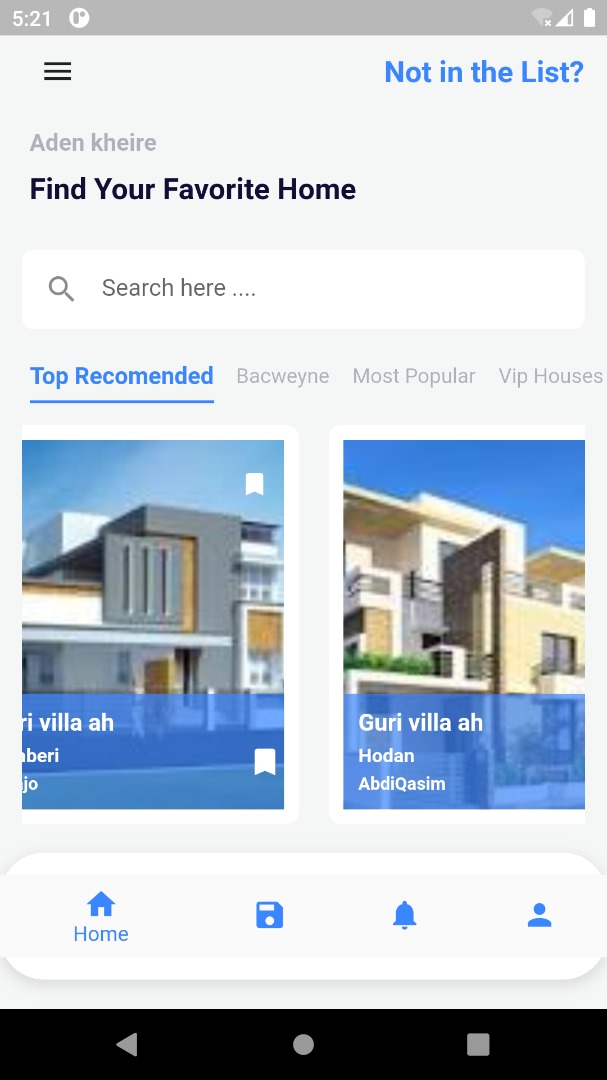 5:21
Not in the List?
Aden kheire
Find Your Favorite Home
Search here ....
Top Recomended Bacweyne Most Popular Vip Houses
ri villa ah
aberi
jo
Guri villa ah
Hodan
AbdiQasim
Home